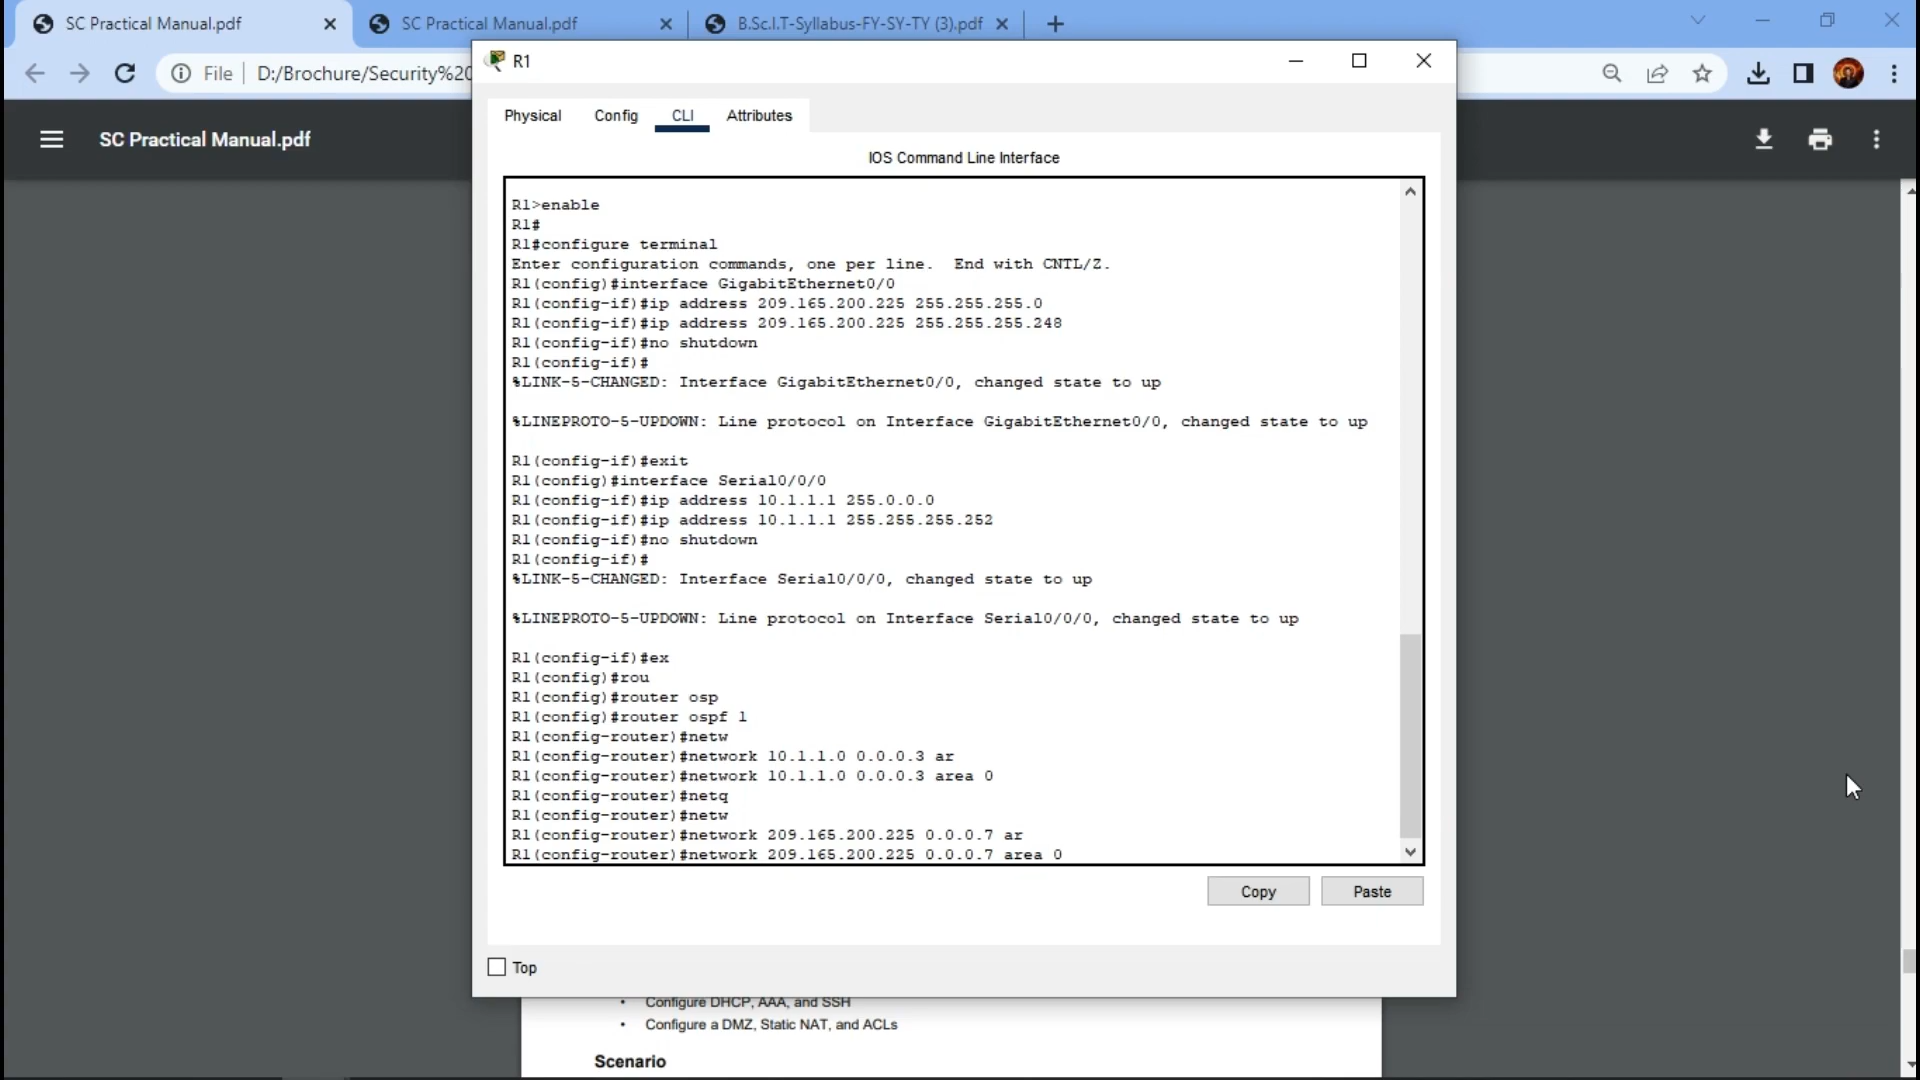 SC Practical Manual.pdf
SC Practical Manual.pdf
B.Sc.I.T-Syllabus-FY-SY-TY (3).pdf
File
D:/Brochure/Security%20
R1
SC Practical Manual.pdf
Physical
Config
CLI
Attributes
IOS Command Line Interface
R1>enable
R1#
R1#configure terminal
Enter configuration commands, one per line.  End with CNTL/Z.
R1(config)#interface GigabitEthernet0/0
R1(config-if)#ip address 209.165.200.225 255.255.255.0
R1(config-if)#ip address 209.165.200.225 255.255.255.248
R1(config-if)#no shutdown
R1(config-if)#
%LINK-5-CHANGED: Interface GigabitEthernet0/0, changed state to up
%LINEPROTO-5-UPDOWN: Line protocol on Interface GigabitEthernet0/0, changed state to up
R1(config-if)#exit
R1(config)#interface Serial0/0/0
R1(config-if)#ip address 10.1.1.1 255.0.0.0
R1(config-if)#ip address 10.1.1.1 255.255.255.252
R1(config-if)#no shutdown
R1(config-if)#
%LINK-5-CHANGED: Interface Serial0/0/0, changed state to up
%LINEPROTO-5-UPDOWN: Line protocol on Interface Serial0/0/0, changed state to up
R1(config-if)#ex
R1(config)#rou
R1(config)#router osp
R1(config)#router ospf 1
R1(config-router)#netw
R1(config-router)#network 10.1.1.0 0.0.0.3 ar
R1(config-router)#network 10.1.1.0 0.0.0.3 area 0
R1(config-router)#netq
R1(config-router)#netw
R1(config-router)#network 209.165.200.225 0.0.0.7 ar
R1(config-router)#network 209.165.200.225 0.0.0.7 area 0
Copy
Paste
Top
• Configure DHCP, AAA, and SSH
• Configure a DMZ, Static NAT, and ACLs
Scenario